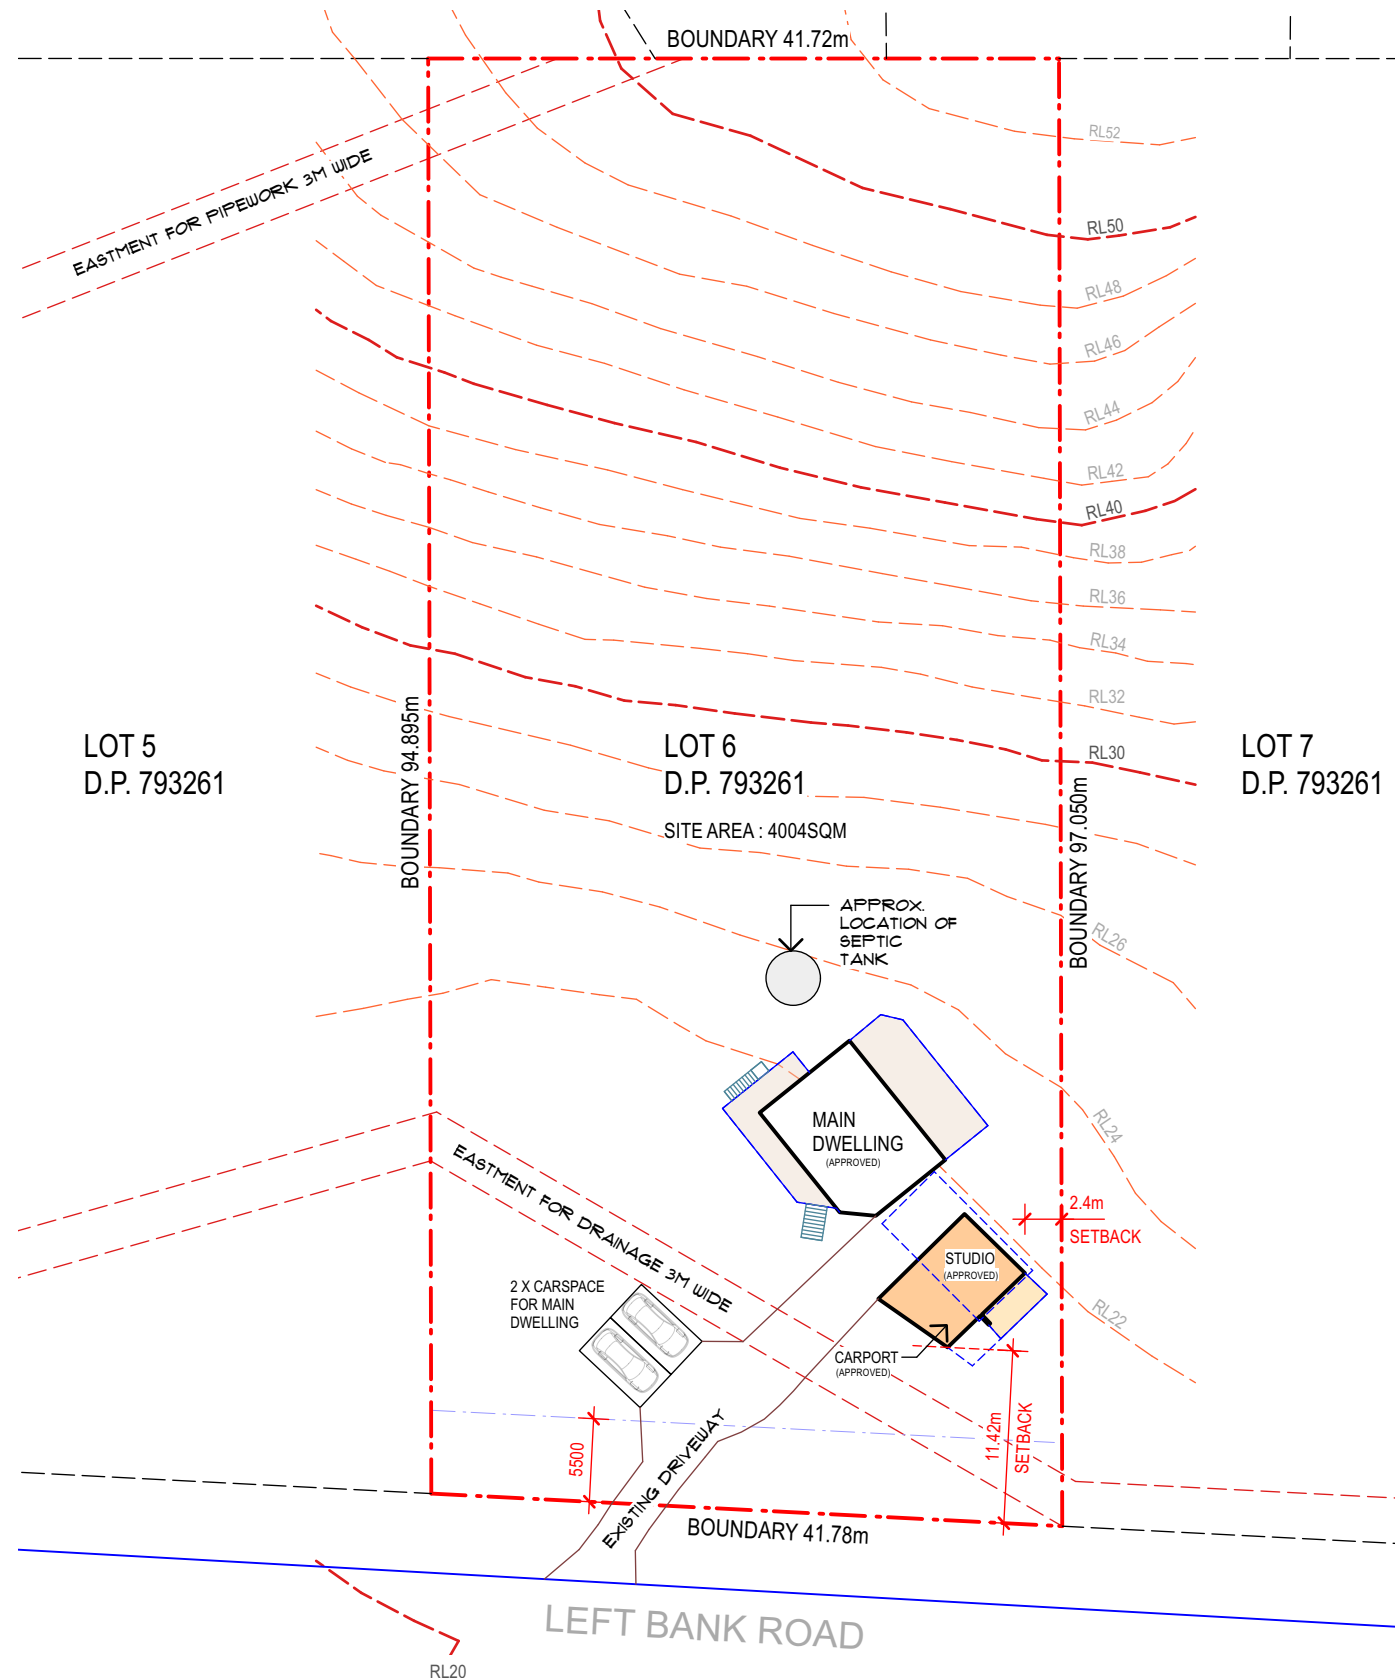 BOUNDARY 41.72m
RL52
EASTMENT FOR PIPEWORK 3M WIDE
RL50
RL48
RL46
RL44
RL42
RL40
RL38
RL36
RL34
RL32
RL30
LOT 5
D.P. 793261
BOUNDARY 94.895m
LOT 6
D.P. 793261
SITE AREA : 4004SQM
LOT 7
D.P. 793261
BOUNDARY 97.050m
APPROX.
LOCATION OF
SEPTIC
TANK
RL26
RL24
MAIN
DWELLING
(APPROVED)
EASTMENT FOR DRAINAGE 3M WIDE
2.4m
SETBACK
STUDIO
(APPROVED)
2 X CARSPACE
FOR MAIN
DWELLING
RL22
CARPORT
(APPROVED)
11.42m
SETBACK
5500
EXISTING DRIVEWAY
BOUNDARY 41.78m
LEFT BANK ROAD
RL20